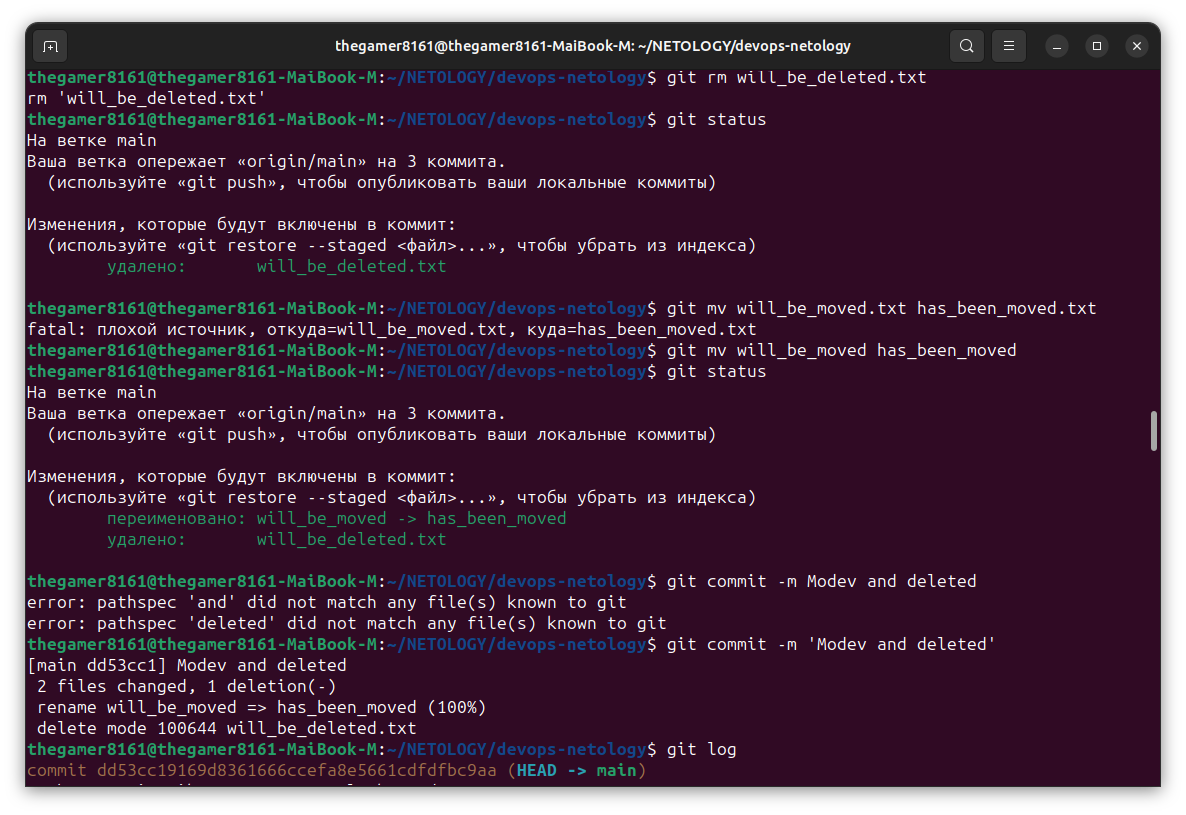 thegamer8161@thegamer8161-MaiBook-M: ~/NETOLOGY/devops-netology
thegamer8161@thegamer8161-MaiBook-M:~/NETOLOGY/devops-netology$ git rm will_be_deleted.txt
rm 'will_be_deleted.txt'
thegamer8161@thegamer8161-MaiBook-M:~/NETOLOGY/devops-netology$ git status
На ветке main
Ваша ветка опережает «origin/main» на 3 коммита.
  (используйте «git push», чтобы опубликовать ваши локальные коммиты)

Изменения, которые будут включены в коммит:
  (используйте «git restore --staged <файл>...», чтобы убрать из индекса)
        удалено:       will_be_deleted.txt

thegamer8161@thegamer8161-MaiBook-M:~/NETOLOGY/devops-netology$ git mv will_be_moved.txt has_been_moved.txt
fatal: плохой источник, откуда=will_be_moved.txt, куда=has_been_moved.txt
thegamer8161@thegamer8161-MaiBook-M:~/NETOLOGY/devops-netology$ git mv will_be_moved has_been_moved
thegamer8161@thegamer8161-MaiBook-M:~/NETOLOGY/devops-netology$ git status
На ветке main
Ваша ветка опережает «origin/main» на 3 коммита.
  (используйте «git push», чтобы опубликовать ваши локальные коммиты)

Изменения, которые будут включены в коммит:
  (используйте «git restore --staged <файл>...», чтобы убрать из индекса)
        переименовано: will_be_moved -> has_been_moved
        удалено:       will_be_deleted.txt

thegamer8161@thegamer8161-MaiBook-M:~/NETOLOGY/devops-netology$ git commit -m Modev and deleted
error: pathspec 'and' did not match any file(s) known to git
error: pathspec 'deleted' did not match any file(s) known to git
thegamer8161@thegamer8161-MaiBook-M:~/NETOLOGY/devops-netology$ git commit -m 'Modev and deleted'
[main dd53cc1] Modev and deleted
 2 files changed, 1 deletion(-)
 rename will_be_moved => has_been_moved (100%)
 delete mode 100644 will_be_deleted.txt
thegamer8161@thegamer8161-MaiBook-M:~/NETOLOGY/devops-netology$ git log
commit dd53cc19169d8361666ccefa8e5661cdfdfbc9aa (HEAD -> main)